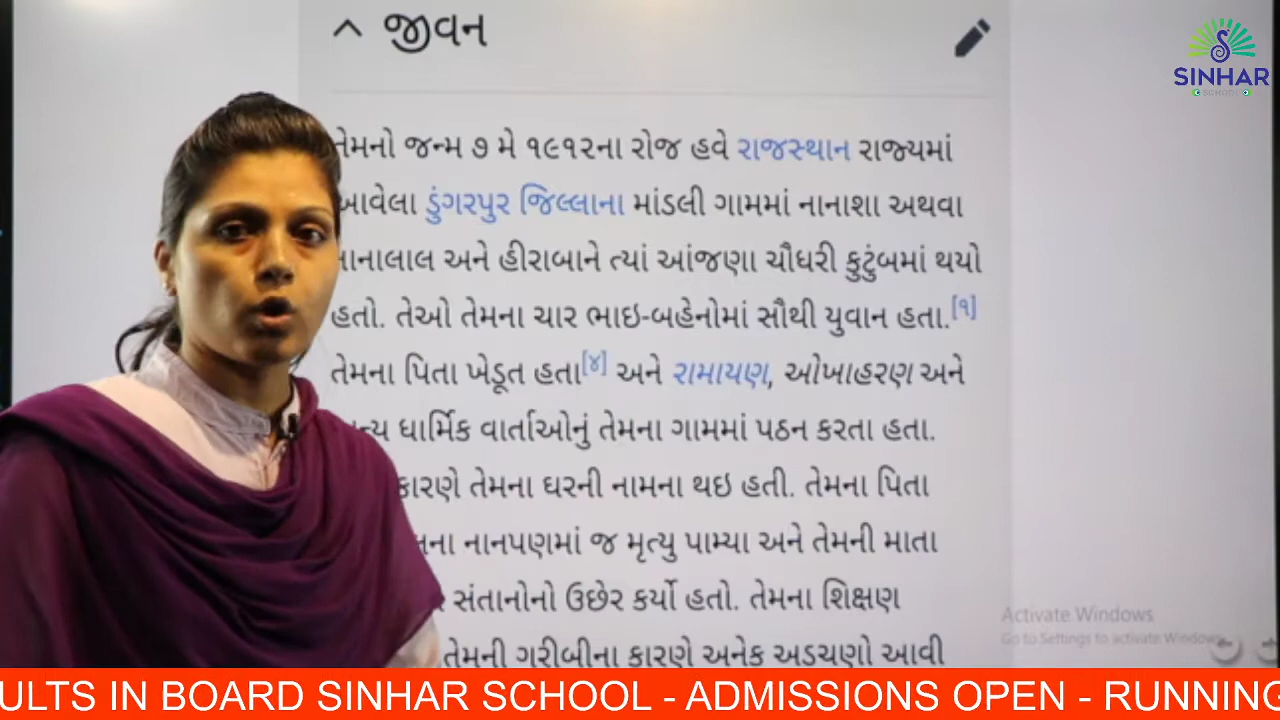 જીવન
SINHAR
SCHOOL
તેમનો જન્મ ૭ મે ૧૯૧૨ના રોજ હવે રાજસ્થાન રાજ્યમાં
આવેલા ડુંગરપુર જિલ્લાના માંડલી ગામમાં નાનાશા અથવા
અને હીરાબાને ત્યાં આંજણા ચૌધરી કુટુંબમાં થયો
હતો. તેઓ તેમના ચાર ભાઇ-બહેનોમાં સૌથી યુવાન હતા.[૧]
તેમના પિતા ખેડૂત હતા[૪] અને રામાયણ, ઓખાહરણ અને
ધાર્મિક વાર્તાઓનું તેમના ગામમાં પઠન કરતા હતા.
કારણે તેમના ઘરની નામના થઇ હતી. તેમના પિતા
નાનપણમાં જ મૃત્યુ પામ્યા અને તેમની માતા
સંતાનોનો ઉછેર કર્યો હતો. તેમના શિક્ષણ
તેમની ગરીબીના કારણે અનેક અડચણો આવી
Activate Windows
Go to Settings to activate Windows.
ULTS IN BOARD SINHAR SCHOOL - ADMISSIONS OPEN - RUNNING